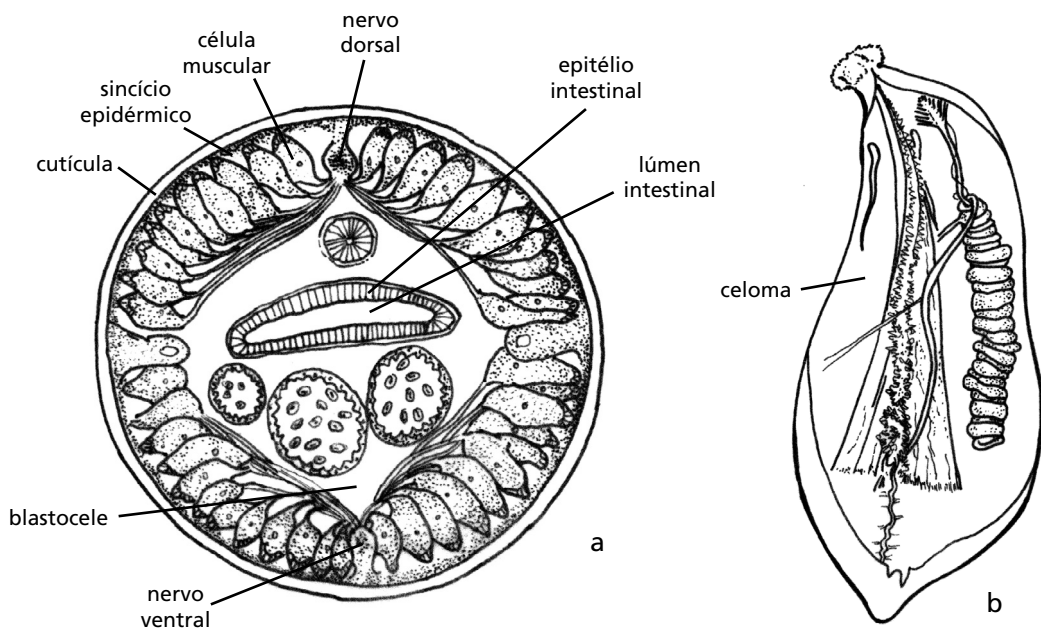 nervo
dorsal
célula
muscular
sincício
epidérmico
cutícula
epitélio
intestinal
lúmen
intestinal
celoma
blastocele
nervo
ventral
a
b